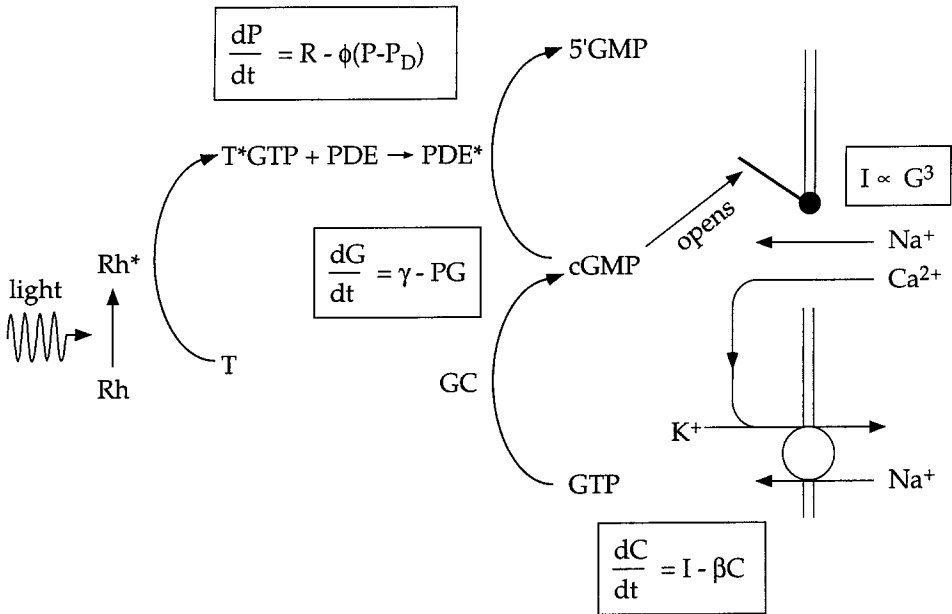 dP/dt = R - ϕ(P-P_D)
5'GMP
T*GTP + PDE → PDE*
I ∝ G³
opens
Na⁺
dG/dt = γ - PG
cGMP
Rh*
Ca²⁺
light
T
Rh
GC
K⁺
GTP
Na⁺
dC/dt = I - βC